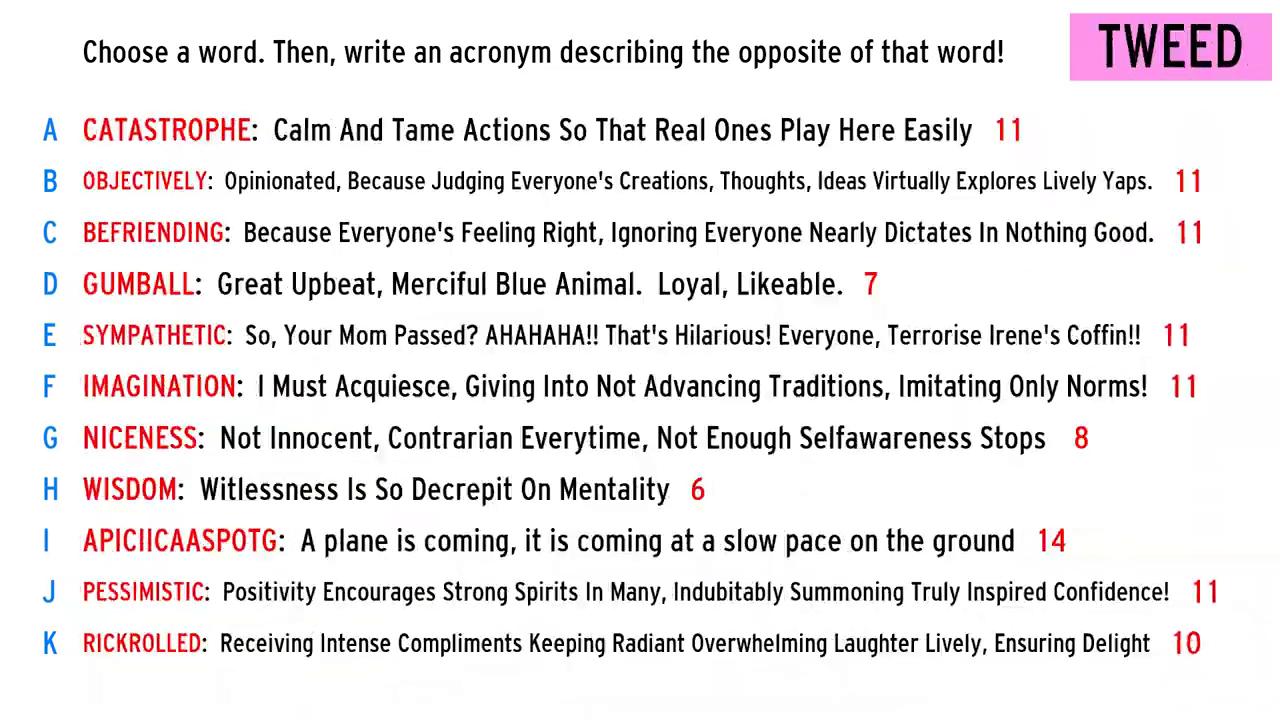 Choose a word. Then, write an acronym describing the opposite of that word!
TWEED
A CATASTROPHE: Calm And Tame Actions So That Real Ones Play Here Easily 11
B OBJECTIVELY: Opinionated, Because Judging Everyone's Creations, Thoughts, Ideas Virtually Explores Lively Yaps. 11
C BEFRIENDING: Because Everyone's Feeling Right, Ignoring Everyone Nearly Dictates In Nothing Good. 11
D GUMBALL: Great Upbeat, Merciful Blue Animal. Loyal, Likeable. 7
E SYMPATHETIC: So, Your Mom Passed? AHAHAHA!! That's Hilarious! Everyone, Terrorise Irene's Coffin!! 11
F IMAGINATION: I Must Acquiesce, Giving Into Not Advancing Traditions, Imitating Only Norms! 11
G NICENESS: Not Innocent, Contrarian Everytime, Not Enough Selfawareness Stops 8
H WISDOM: Witlessness Is So Decrepit On Mentality 6
I APICIICAASPOTG: A plane is coming, it is coming at a slow pace on the ground 14
J PESSIMISTIC: Positivity Encourages Strong Spirits In Many, Indubitably Summoning Truly Inspired Confidence! 11
K RICKROLLED: Receiving Intense Compliments Keeping Radiant Overwhelming Laughter Lively, Ensuring Delight 10